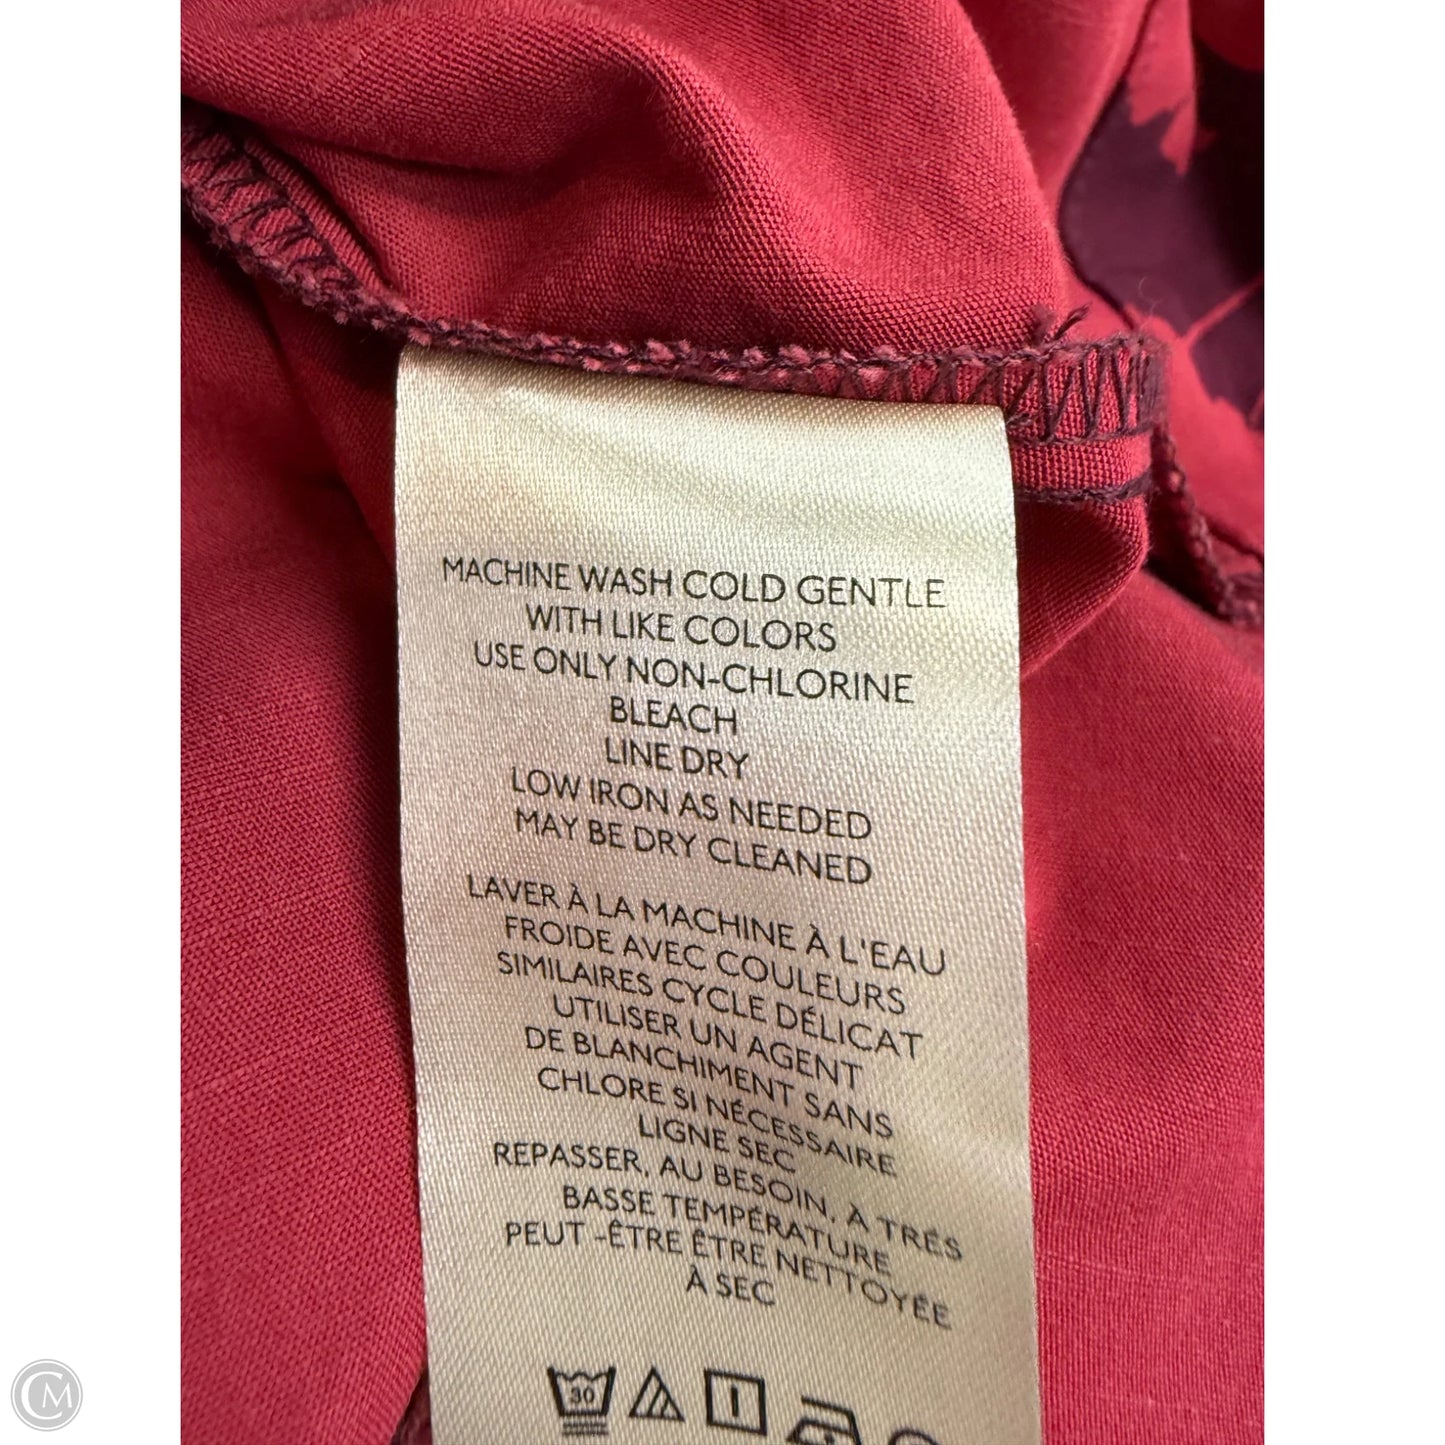 MACHINE WASH COLD GENTLE
WITH LIKE COLORS
USE ONLY NON-CHLORINE
BLEACH
LINE DRY
LOW IRON AS NEEDED
MAY BE DRY CLEANED
LAVER À LA MACHINE À L'EAU
FROIDE AVEC COULEURS
SIMILAIRES CYCLE DÉLICAT
UTILISER UN AGENT
DE BLANCHIMENT SANS
CHLORE SI NÉCESSAIRE
LIGNE SEC
REPASSER, AU BESOIN, À TRÉS
BASSE TEMPÉRATURE
PEUT -ÊTRE ÊTRE NETTOYÉE
À SEC
30
CM